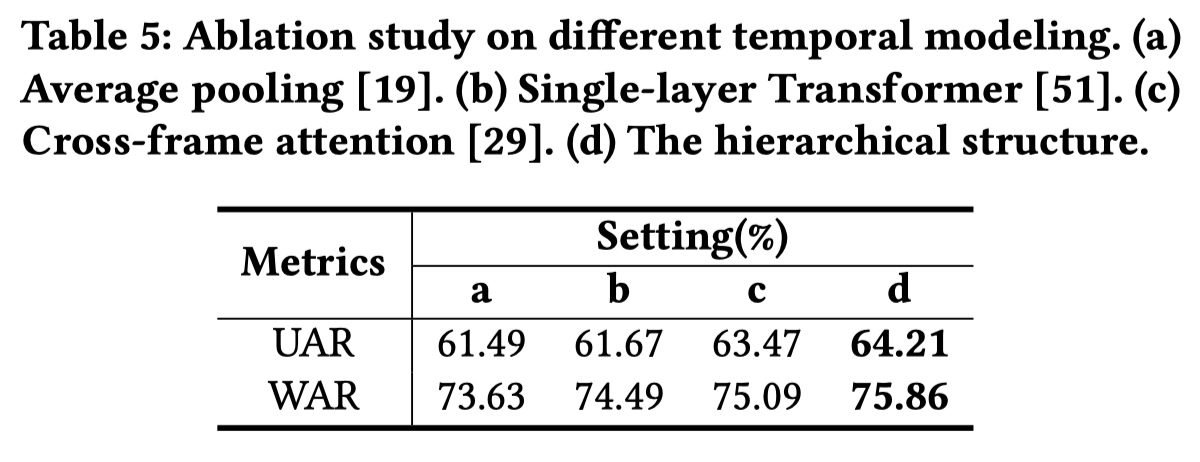 Table 5: Ablation study on different temporal modeling. (a)
Average pooling [19]. (b) Single-layer Transformer [51]. (c)
Cross-frame attention [29]. (d) The hierarchical structure.
Metrics Setting(%)
a b c d
UAR 61.49 61.67 63.47 64.21
WAR 73.63 74.49 75.09 75.86